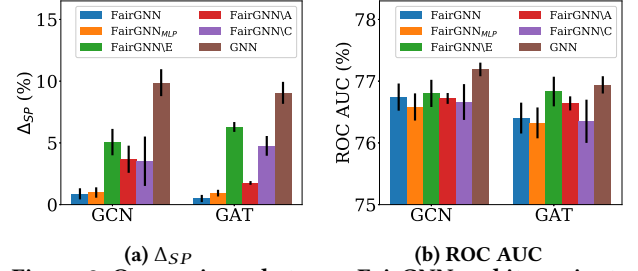 FairGNN
FairGNN_MLP
FairGNN\E
FairGNN\A
FairGNN\C
GNN
15
10
5
0
Δ_SP (%)
GCN GAT
(a) Δ_SP
FairGNN
FairGNN_MLP
FairGNN\E
FairGNN\A
FairGNN\C
GNN
78
77
76
75
ROC AUC (%)
GCN GAT
(b) ROC AUC